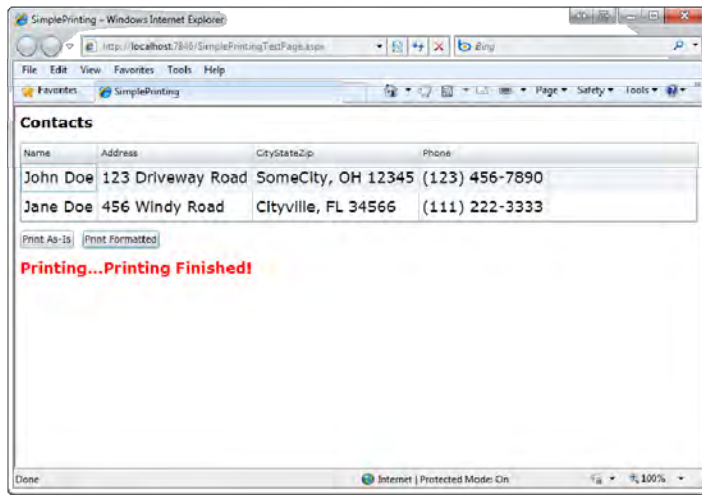 SimplePrinting - Windows Internet Explorer
http://localhost:7846/SimplePrintingTestPage.aspx Bing
File Edit View Favorites Tools Help
Favorites SimplePrinting Page Safety Tools
Contacts
Name Address CityStateZip Phone
John Doe 123 Driveway Road SomeCity, OH 12345 (123) 456-7890
Jane Doe 456 Windy Road Cityville, FL 34566 (111) 222-3333
Print As-Is Print Formatted
Printing...Printing Finished!
Done Internet | Protected Mode: On 100%